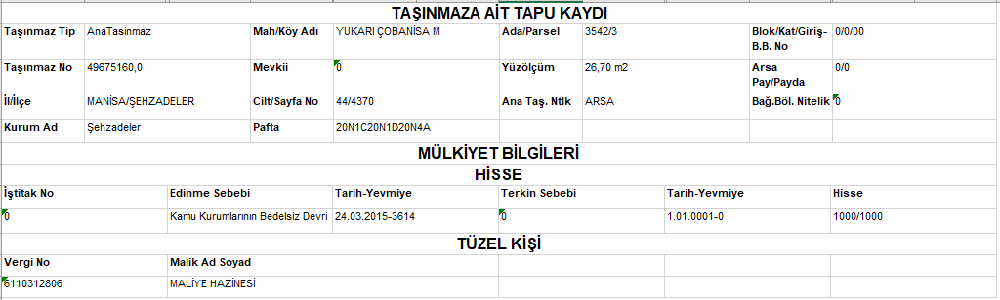 TAŞINMAZA AİT TAPU KAYDI
Taşınmaz Tip AnaTasinmaz Mah/Köy Adı YUKARI ÇOBANİSA M Ada/Parsel 3542/3 Blok/Kat/Giriş- 0/0/00
B.B. No
Taşınmaz No 49675160,0 Mevkii 0 Yüzölçüm 26,70 m2 Arsa 0/0
Pay/Payda
İl/İlçe MANİSA/ŞEHZADELER Cilt/Sayfa No 44/4370 Ana Taş. Ntlk ARSA Bağ.Böl. Nitelik 0
Kurum Ad Şehzadeler Pafta 20N1C20N1D20N4A
MÜLKİYET BİLGİLERİ
HİSSE
İştitak No Edinme Sebebi Tarih-Yevmiye Terkin Sebebi Tarih-Yevmiye Hisse
0 Kamu Kurumlarının Bedelsiz Devri 24.03.2015-3614 0 1.01.0001-0 1000/1000
TÜZEL KİŞİ
Vergi No Malik Ad Soyad
6110312806 MALİYE HAZİNESİ